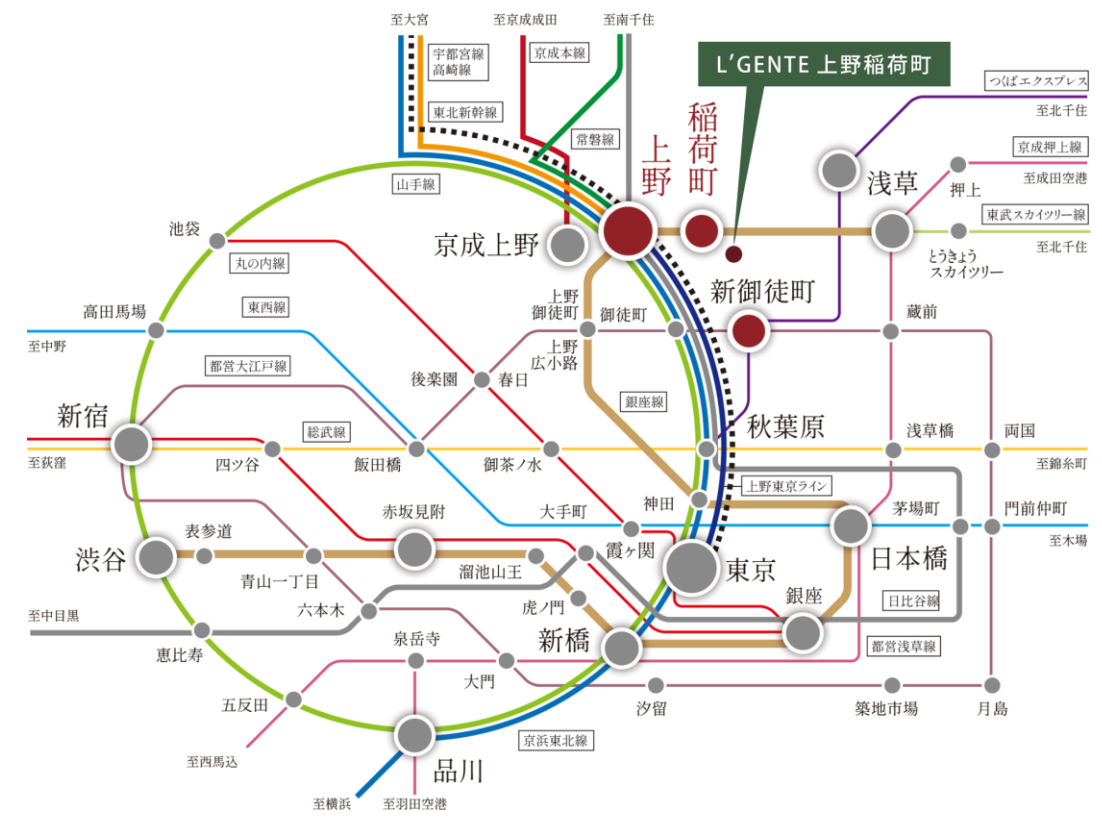 至大宮
至京成成田
至南千住
宇都宮線
高崎線
京成本線
東北新幹線
常磐線
L'GENTE 上野稲荷町
つくばエクスプレス
至北千住
京成押上線
至成田空港
押上
東武スカイツリー線
至北千住
とうきょう
スカイツリー
浅草
稲荷町
上野
京成上野
山手線
池袋
丸の内線
東西線
高田馬場
至中野
都営大江戸線
上野
御徒町
御徒町
上野
広小路
新御徒町
蔵前
後楽園
春日
銀座線
新宿
総武線
至荻窪
四ツ谷
飯田橋
御茶ノ水
秋葉原
浅草橋
両国
至錦糸町
上野東京ライン
神田
大手町
赤坂見附
茅場町
門前仲町
至木場
日本橋
表参道
渋谷
青山一丁目
溜池山王
霞ヶ関
東京
銀座
日比谷線
虎ノ門
六本木
至中目黒
新橋
都営浅草線
恵比寿
泉岳寺
大門
五反田
汐留
築地市場
月島
京浜東北線
至西馬込
品川
至横浜
至羽田空港